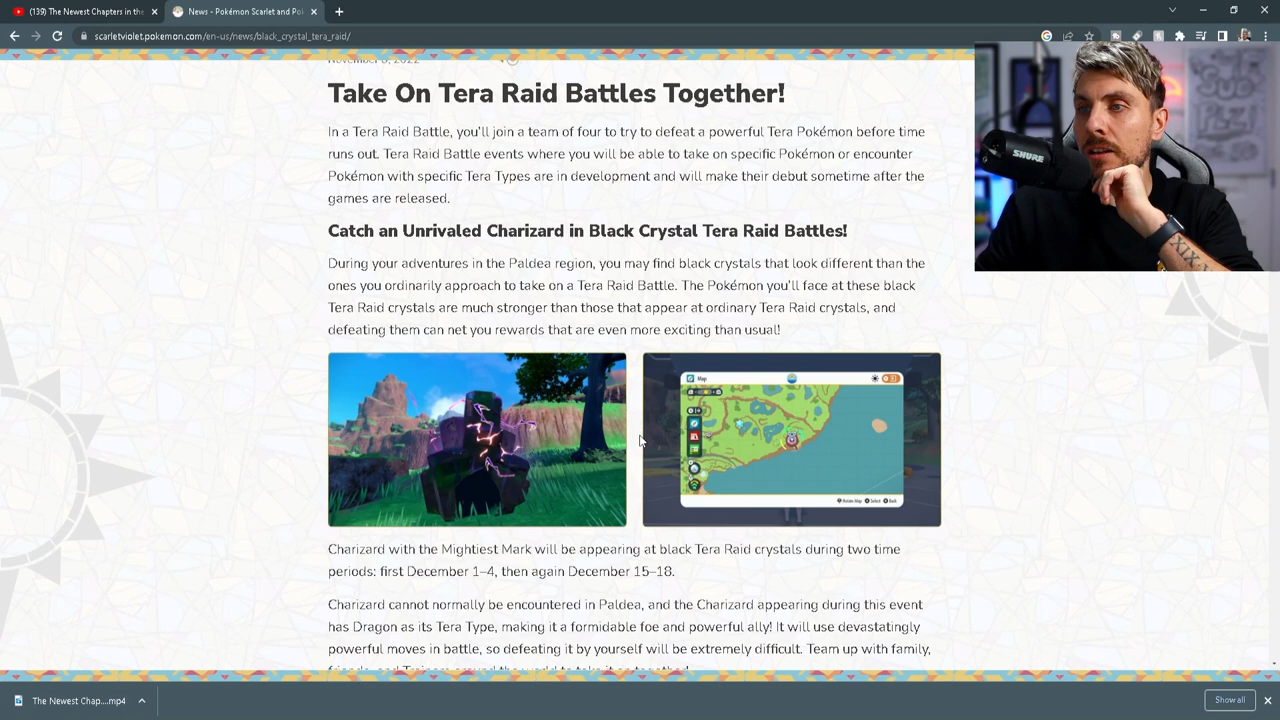 (139) The Newest Chapters in the
News - Pokémon Scarlet and Pok
scarletviolet.pokemon.com/en-us/news/black_crystal_tera_raid/
Take On Tera Raid Battles Together!
In a Tera Raid Battle, you'll join a team of four to try to defeat a powerful Tera Pokémon before time
runs out. Tera Raid Battle events where you will be able to take on specific Pokémon or encounter
Pokémon with specific Tera Types are in development and will make their debut sometime after the
games are released.
Catch an Unrivaled Charizard in Black Crystal Tera Raid Battles!
During your adventures in the Paldea region, you may find black crystals that look different than the
ones you ordinarily approach to take on a Tera Raid Battle. The Pokémon you'll face at these black
Tera Raid crystals are much stronger than those that appear at ordinary Tera Raid crystals, and
defeating them can net you rewards that are even more exciting than usual!
Map
Rotate Map Select Back
Charizard with the Mightiest Mark will be appearing at black Tera Raid crystals during two time
periods: first December 1–4, then again December 15–18.
Charizard cannot normally be encountered in Paldea, and the Charizard appearing during this event
has Dragon as its Tera Type, making it a formidable foe and powerful ally! It will use devastatingly
powerful moves in battle, so defeating it by yourself will be extremely difficult. Team up with family,
SHURE
XIX
The Newest Chap....mp4
Show all